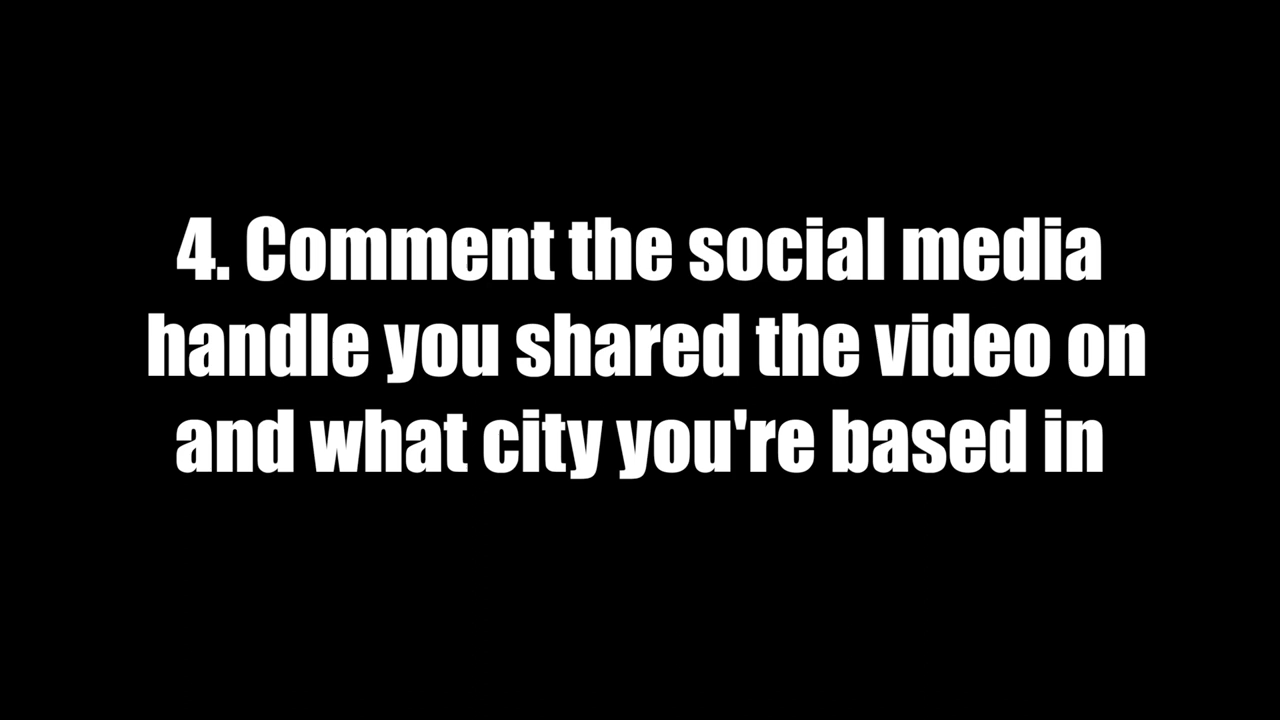 4. Comment the social media
handle you shared the video on
and what city you're based in